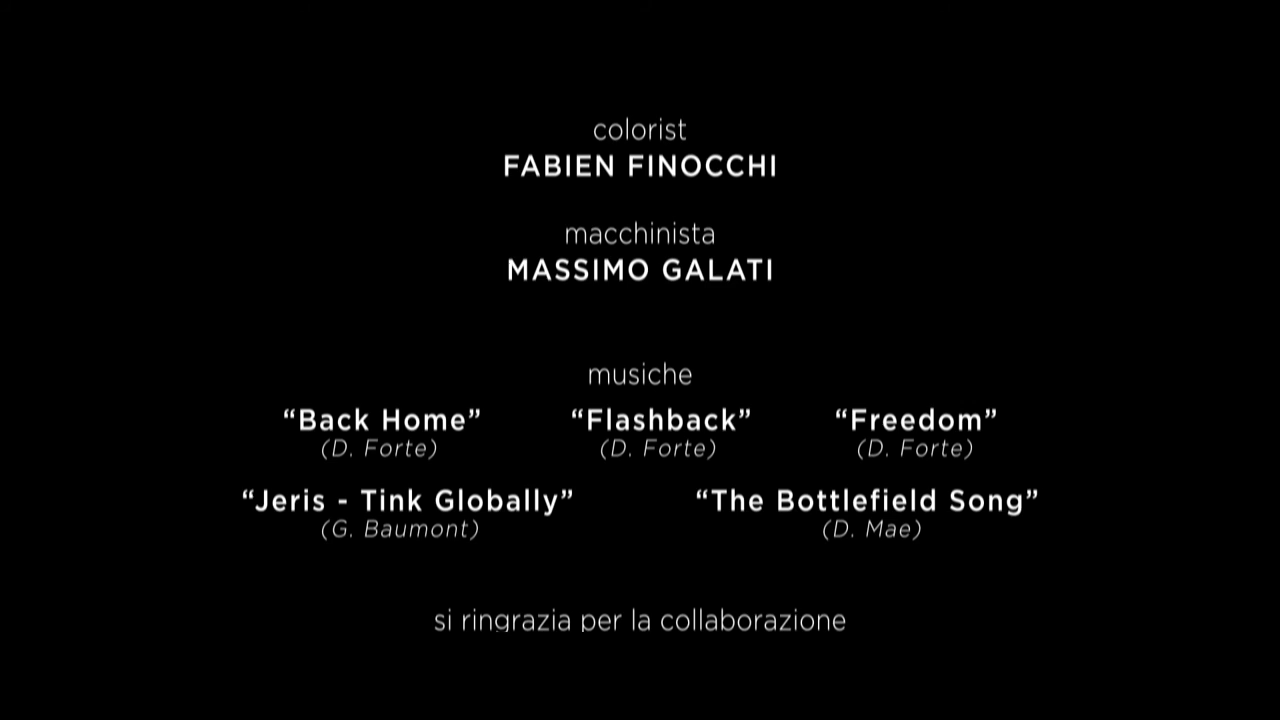 colorist
FABIEN FINOCCHI
macchinista
MASSIMO GALATI
musiche
“Back Home” “Flashback” “Freedom”
(D. Forte) (D. Forte) (D. Forte)
“Jeris - Tink Globally” “The Bottlefield Song”
(G. Baumont) (D. Mae)
si ringrazia per la collaborazione